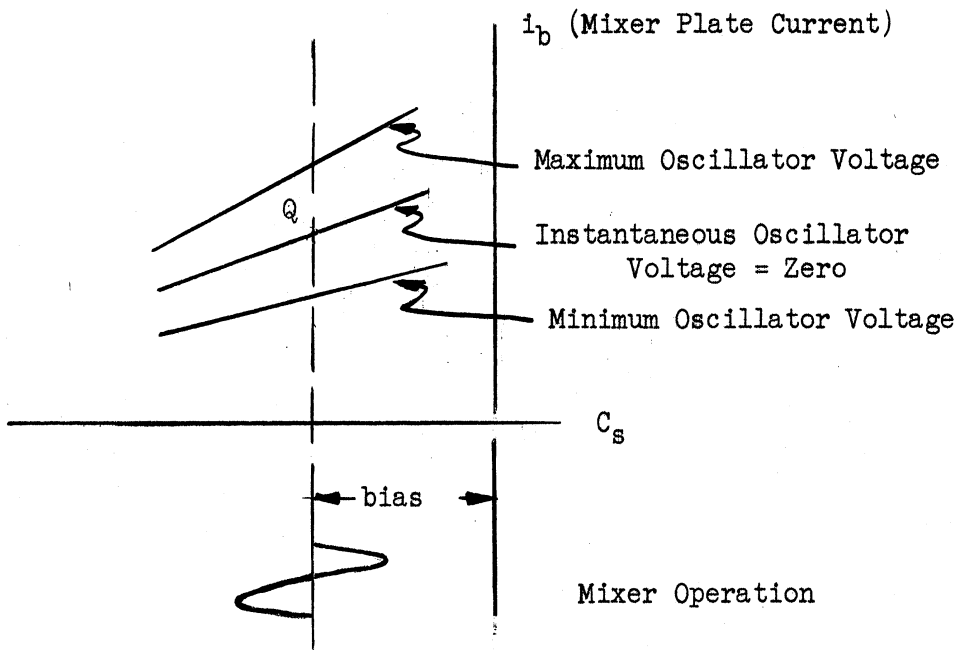 i_b (Mixer Plate Current)
Maximum Oscillator Voltage
Q
Instantaneous Oscillator
Voltage = Zero
Minimum Oscillator Voltage
C_s
bias
Mixer Operation